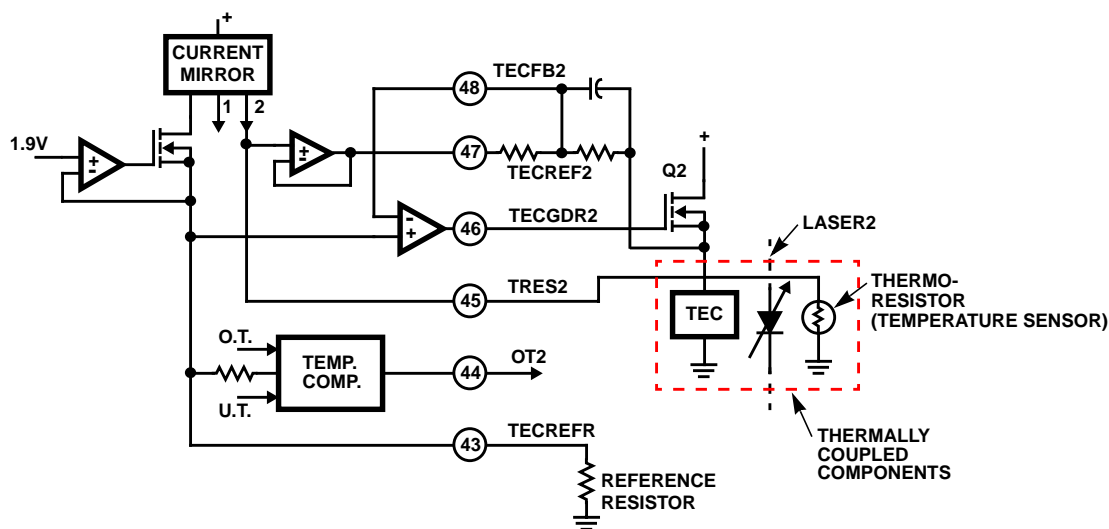 +
CURRENT
MIRROR
1
2
1.9V
+
-
+
-
48
TECFB2
47
TECREF2
-
+
46
TECGDR2
+
Q2
LASER2
45
TRES2
TEC
THERMO-
RESISTOR
(TEMPERATURE SENSOR)
O.T.
TEMP.
COMP.
U.T.
44
OT2
43
TECREFR
THERMALLY
COUPLED
COMPONENTS
REFERENCE
RESISTOR